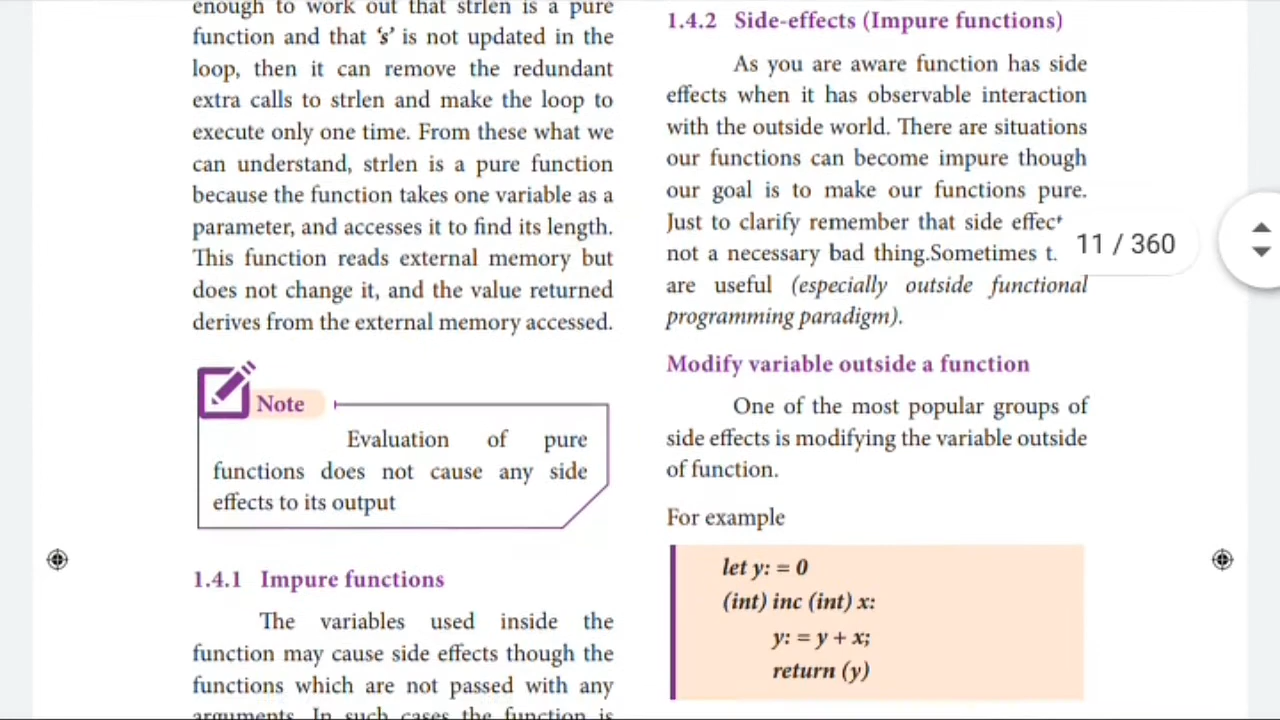 enough to work out that strlen is a pure
function and that ‘s’ is not updated in the
loop, then it can remove the redundant
extra calls to strlen and make the loop to
execute only one time. From these what we
can understand, strlen is a pure function
because the function takes one variable as a
parameter, and accesses it to find its length.
This function reads external memory but
does not change it, and the value returned
derives from the external memory accessed.
Note
Evaluation of pure
functions does not cause any side
effects to its output
1.4.1 Impure functions
The variables used inside the
function may cause side effects though the
functions which are not passed with any
arguments. In such cases the function is
1.4.2 Side-effects (Impure functions)
As you are aware function has side
effects when it has observable interaction
with the outside world. There are situations
our functions can become impure though
our goal is to make our functions pure.
Just to clarify remember that side effec
not a necessary bad thing.Sometimes t
are useful (especially outside functional
programming paradigm).
Modify variable outside a function
One of the most popular groups of
side effects is modifying the variable outside
of function.
For example
let y: = 0
(int) inc (int) x:
y: = y + x;
return (y)
11 / 360